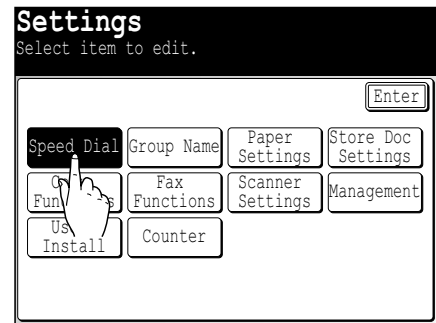 Settings
Select item to edit.
Enter
Speed Dial
Group Name
Paper
Settings
Store Doc
Settings
Fax
Functions
Scanner
Settings
Management
Install
Counter